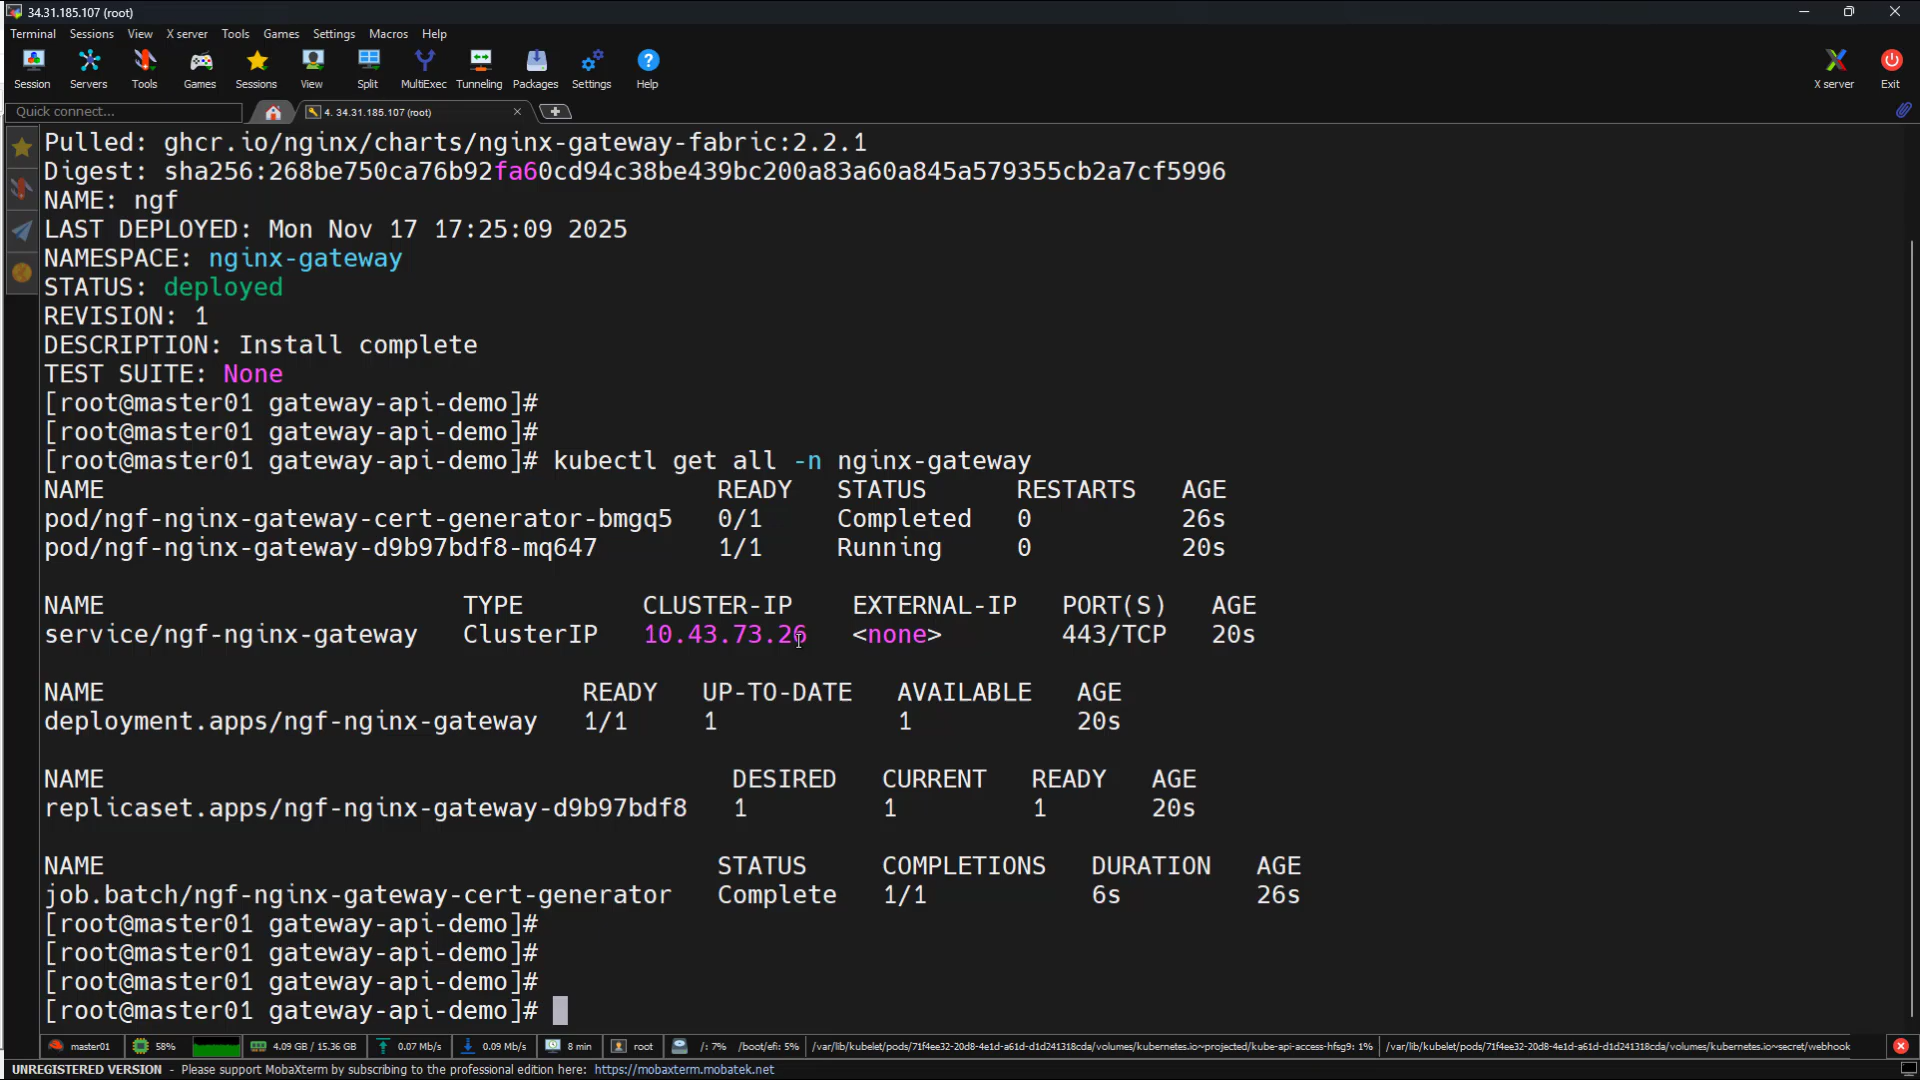 34.31.185.107 (root)
Terminal Sessions View X server Tools Games Settings Macros Help
Session Servers Tools Games Sessions View Split MultiExec Tunneling Packages Settings Help X server Exit
Quick connect... 4. 34.31.185.107 (root)
Pulled: ghcr.io/nginx/charts/nginx-gateway-fabric:2.2.1
Digest: sha256:268be750ca76b92fa60cd94c38be439bc200a83a60a845a579355cb2a7cf5996
NAME: ngf
LAST DEPLOYED: Mon Nov 17 17:25:09 2025
NAMESPACE: nginx-gateway
STATUS: deployed
REVISION: 1
DESCRIPTION: Install complete
TEST SUITE: None
[root@master01 gateway-api-demo]#
[root@master01 gateway-api-demo]#
[root@master01 gateway-api-demo]# kubectl get all -n nginx-gateway
NAME READY STATUS RESTARTS AGE
pod/ngf-nginx-gateway-cert-generator-bmgq5 0/1 Completed 0 26s
pod/ngf-nginx-gateway-d9b97bdf8-mq647 1/1 Running 0 20s
NAME TYPE CLUSTER-IP EXTERNAL-IP PORT(S) AGE
service/ngf-nginx-gateway ClusterIP 10.43.73.26 <none> 443/TCP 20s
NAME READY UP-TO-DATE AVAILABLE AGE
deployment.apps/ngf-nginx-gateway 1/1 1 1 20s
NAME DESIRED CURRENT READY AGE
replicaset.apps/ngf-nginx-gateway-d9b97bdf8 1 1 1 20s
NAME STATUS COMPLETIONS DURATION AGE
job.batch/ngf-nginx-gateway-cert-generator Complete 1/1 6s 26s
[root@master01 gateway-api-demo]#
[root@master01 gateway-api-demo]#
[root@master01 gateway-api-demo]#
[root@master01 gateway-api-demo]#
master01 58% 4.09 GB / 15.36 GB 0.07 Mb/s 0.09 Mb/s 8 min root /: 7% /boot/efi: 5% /var/lib/kubelet/pods/71f4ee32-20d8-4e1d-a61d-d1d241318cda/volumes/kubernetes.io~projected/kube-api-access-hfsg9: 1% /var/lib/kubelet/pods/71f4ee32-20d8-4e1d-a61d-d1d241318cda/volumes/kubernetes.io~secret/webhook
UNREGISTERED VERSION - Please support MobaXterm by subscribing to the professional edition here: https://mobaxterm.mobatek.net